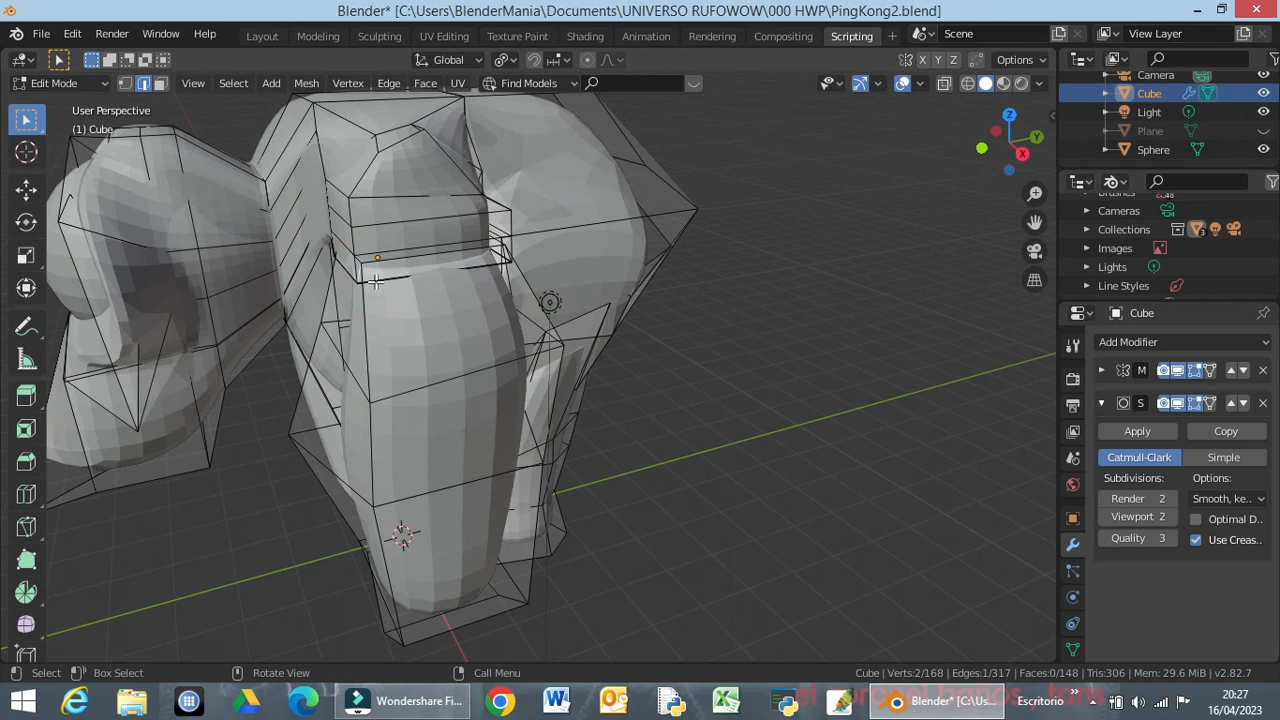 Blender* [C:\Users\BlenderMania\Documents\UNIVERSO RUFOWOW\000 HWP\PingKong2.blend]
File Edit Render Window Help Layout Modeling Sculpting UV Editing Texture Paint Shading Animation Rendering Compositing Scripting + Scene View Layer
Global X Y Z Options
Edit Mode View Select Add Mesh Vertex Edge Face UV Find Models
User Perspective
(1) Cube
Z
Y
X
Camera
Cube
Light
Plane
Sphere
Brushes 48
Cameras
Collections 3
Images
Lights
Line Styles
Cube
Add Modifier
M
S
Apply Copy
Catmull-Clark Simple
Subdivisions: Options:
Render 2 Smooth, ke..
Viewport 2 Optimal D..
Quality 3 Use Creas..
Select Box Select Rotate View Call Menu Cube | Verts:2/168 | Edges:1/317 | Faces:0/148 | Tris:306 | Mem: 29.6 MiB | v2.82.7
Wondershare Fi... Blender* [C:\Us... Escritorio »
20:27
16/04/2023